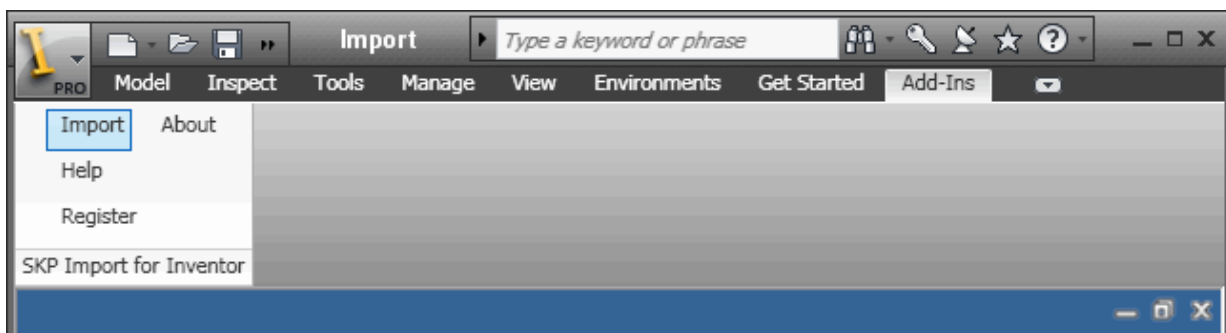 Import Type a keyword or phrase
PRO Model Inspect Tools Manage View Environments Get Started Add-Ins
Import About
Help
Register
SKP Import for Inventor